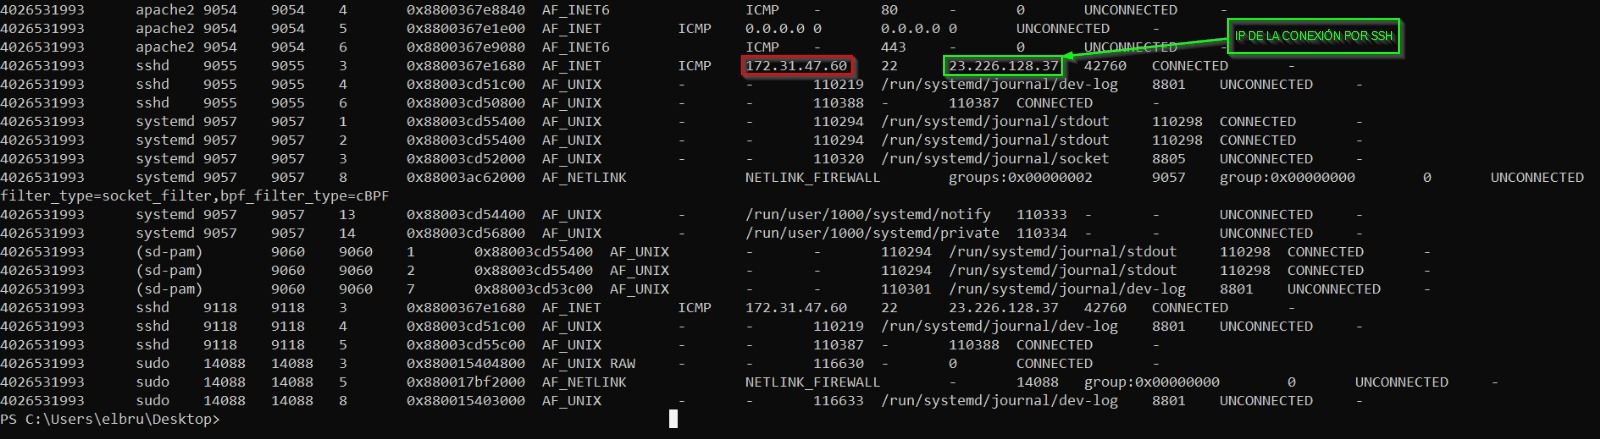 4026531993 apache2 9054 9054 4 0x8800367e8840 AF_INET6 ICMP - 80 - 0 UNCONNECTED -
4026531993 apache2 9054 9054 5 0x8800367e1e00 AF_INET ICMP 0.0.0.0 0 0.0.0.0 0 UNCONNECTED -
4026531993 apache2 9054 9054 6 0x8800367e9080 AF_INET6 ICMP - 443 - 0 UNCONNECTED -
IP DE LA CONEXIÓN POR SSH
4026531993 sshd 9055 9055 3 0x8800367e1680 AF_INET ICMP 172.31.47.60 22 23.226.128.37 42760 CONNECTED -
4026531993 sshd 9055 9055 4 0x88003cd51c00 AF_UNIX - - 110219 /run/systemd/journal/dev-log 8801 UNCONNECTED -
4026531993 sshd 9055 9055 6 0x88003cd50800 AF_UNIX - - 110388 - 110387 CONNECTED -
4026531993 systemd 9057 9057 1 0x88003cd55400 AF_UNIX - - 110294 /run/systemd/journal/stdout 110298 CONNECTED -
4026531993 systemd 9057 9057 2 0x88003cd55400 AF_UNIX - - 110294 /run/systemd/journal/stdout 110298 CONNECTED -
4026531993 systemd 9057 9057 3 0x88003cd52000 AF_UNIX - - 110320 /run/systemd/journal/socket 8805 UNCONNECTED -
4026531993 systemd 9057 9057 8 0x88003ac62000 AF_NETLINK NETLINK_FIREWALL groups:0x00000002 9057 group:0x00000000 0 UNCONNECTED
filter_type=socket_filter,bpf_filter_type=cBPF
4026531993 systemd 9057 9057 13 0x88003cd54400 AF_UNIX - /run/user/1000/systemd/notify 110333 - - UNCONNECTED -
4026531993 systemd 9057 9057 14 0x88003cd56800 AF_UNIX - /run/user/1000/systemd/private 110334 - - UNCONNECTED -
4026531993 (sd-pam) 9060 9060 1 0x88003cd55400 AF_UNIX - - 110294 /run/systemd/journal/stdout 110298 CONNECTED -
4026531993 (sd-pam) 9060 9060 2 0x88003cd55400 AF_UNIX - - 110294 /run/systemd/journal/stdout 110298 CONNECTED -
4026531993 (sd-pam) 9060 9060 7 0x88003cd53c00 AF_UNIX - - 110301 /run/systemd/journal/dev-log 8801 UNCONNECTED -
4026531993 sshd 9118 9118 3 0x8800367e1680 AF_INET ICMP 172.31.47.60 22 23.226.128.37 42760 CONNECTED -
4026531993 sshd 9118 9118 4 0x88003cd51c00 AF_UNIX - - 110219 /run/systemd/journal/dev-log 8801 UNCONNECTED -
4026531993 sshd 9118 9118 5 0x88003cd50c00 AF_UNIX - - 110387 - 110388 CONNECTED -
4026531993 sudo 14088 14088 3 0x880015404800 AF_UNIX RAW - - 116630 - 0 CONNECTED -
4026531993 sudo 14088 14088 5 0x880017bf2000 AF_NETLINK NETLINK_FIREWALL - 14088 group:0x00000000 0 UNCONNECTED -
4026531993 sudo 14088 14088 8 0x880015403000 AF_UNIX - - 116633 /run/systemd/journal/dev-log 8801 UNCONNECTED -
PS C:\Users\elbru\Desktop>